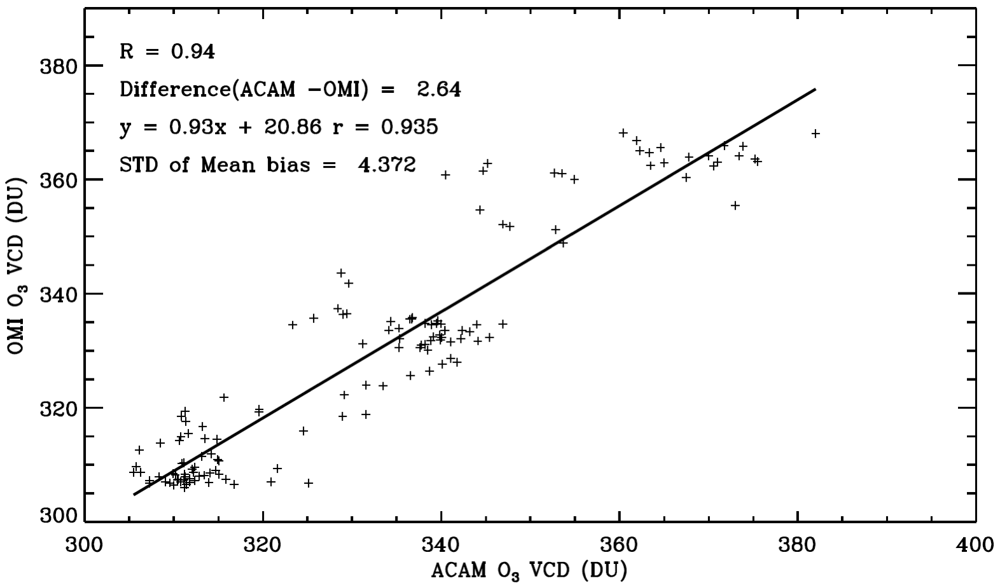 R = 0.94
Difference(ACAM −OMI) = 2.64
y = 0.93x + 20.86 r = 0.935
STD of Mean bias = 4.372
380
360
340
320
300
OMI O₃ VCD (DU)
300 320 340 360 380 400
ACAM O₃ VCD (DU)